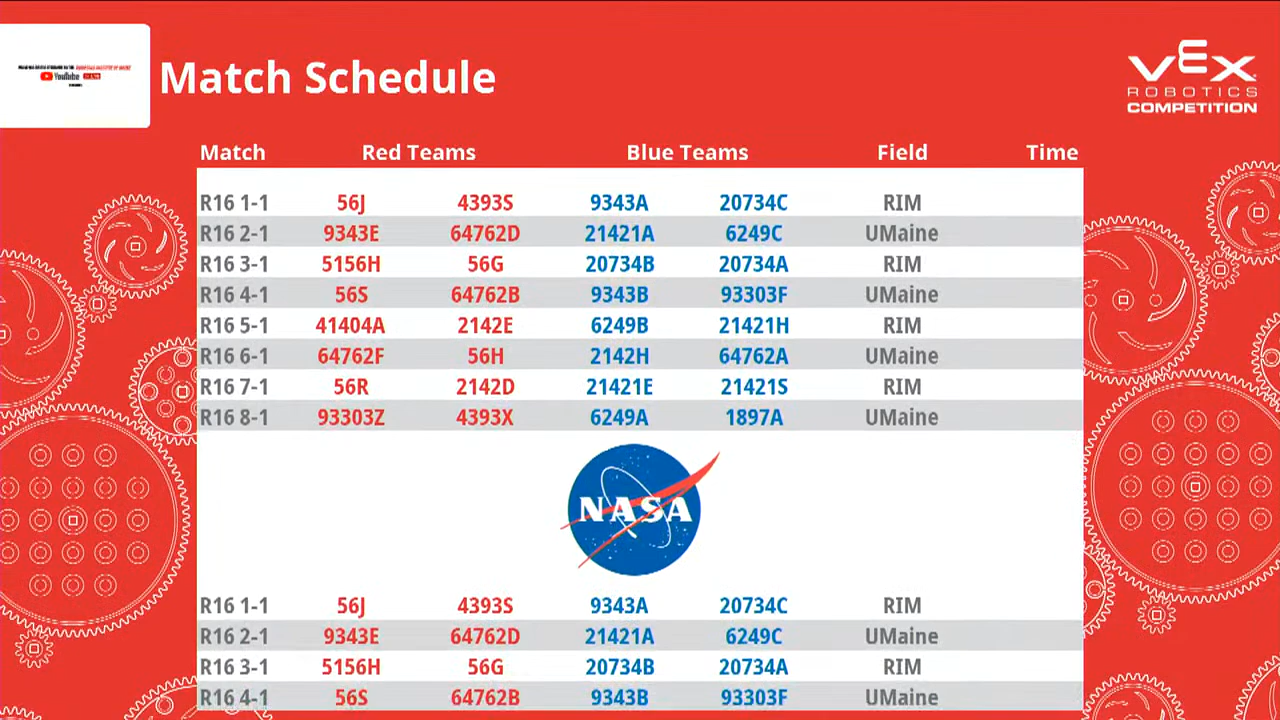 YouTube
Match Schedule
VEX
ROBOTICS
COMPETITION
Match Red Teams Blue Teams Field Time
R16 1-1 56J 4393S 9343A 20734C RIM
R16 2-1 9343E 64762D 21421A 6249C UMaine
R16 3-1 5156H 56G 20734B 20734A RIM
R16 4-1 56S 64762B 9343B 93303F UMaine
R16 5-1 41404A 2142E 6249B 21421H RIM
R16 6-1 64762F 56H 2142H 64762A UMaine
R16 7-1 56R 2142D 21421E 21421S RIM
R16 8-1 93303Z 4393X 6249A 1897A UMaine
NASA
R16 1-1 56J 4393S 9343A 20734C RIM
R16 2-1 9343E 64762D 21421A 6249C UMaine
R16 3-1 5156H 56G 20734B 20734A RIM
R16 4-1 56S 64762B 9343B 93303F UMaine